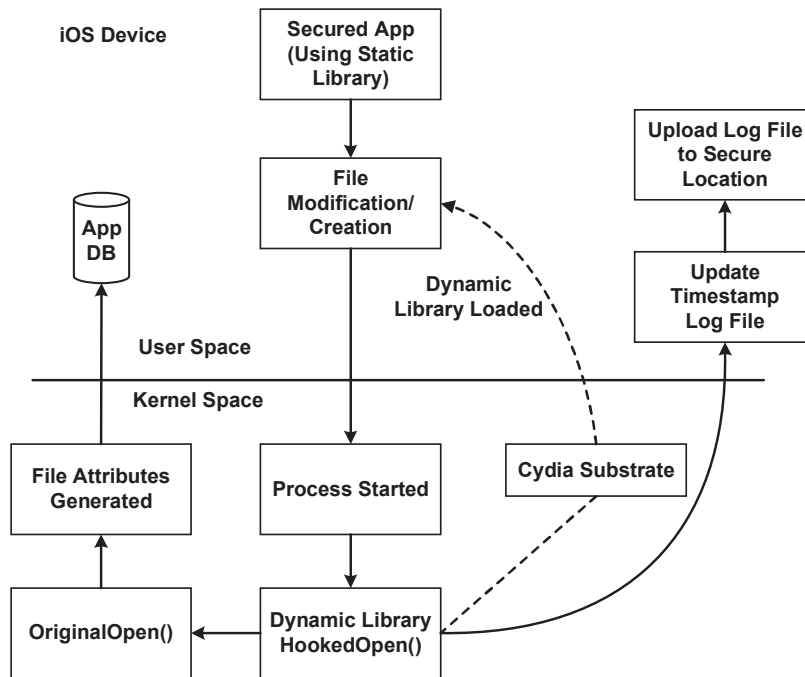 iOS Device
Secured App
(Using Static
Library)
Upload Log File
to Secure
Location
File
Modification/
Creation
App
DB
Dynamic
Library Loaded
Update
Timestamp
Log File
User Space
Kernel Space
File Attributes
Generated
Process Started
Cydia Substrate
OriginalOpen()
Dynamic Library
HookedOpen()